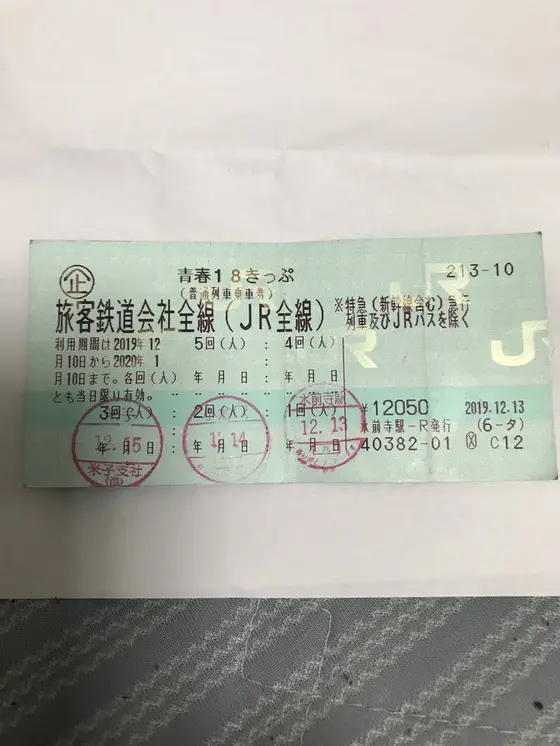 企 青春18きっぷ 213-10
(普通列車乗車券)
旅客鉄道会社全線(JR全線) ※特急(新幹線含む)急行
列車及びJRバスを除く
利用期間は2019年12
月10日から2020年 1
月10日まで。各回(人)
とも当日限り有効。
5回(人) : 4回(人)
年 月 日 : 年 月 日
3回(人) : 2回(人) : 1回(人)
年 月 日 : 年 月 日 : 年 月 日
12.15
米子支社
12.14
水前寺駅
12.13
¥12050 2019.12.13
水前寺駅-R発行 (6-タ)
40382-01 C12
JR